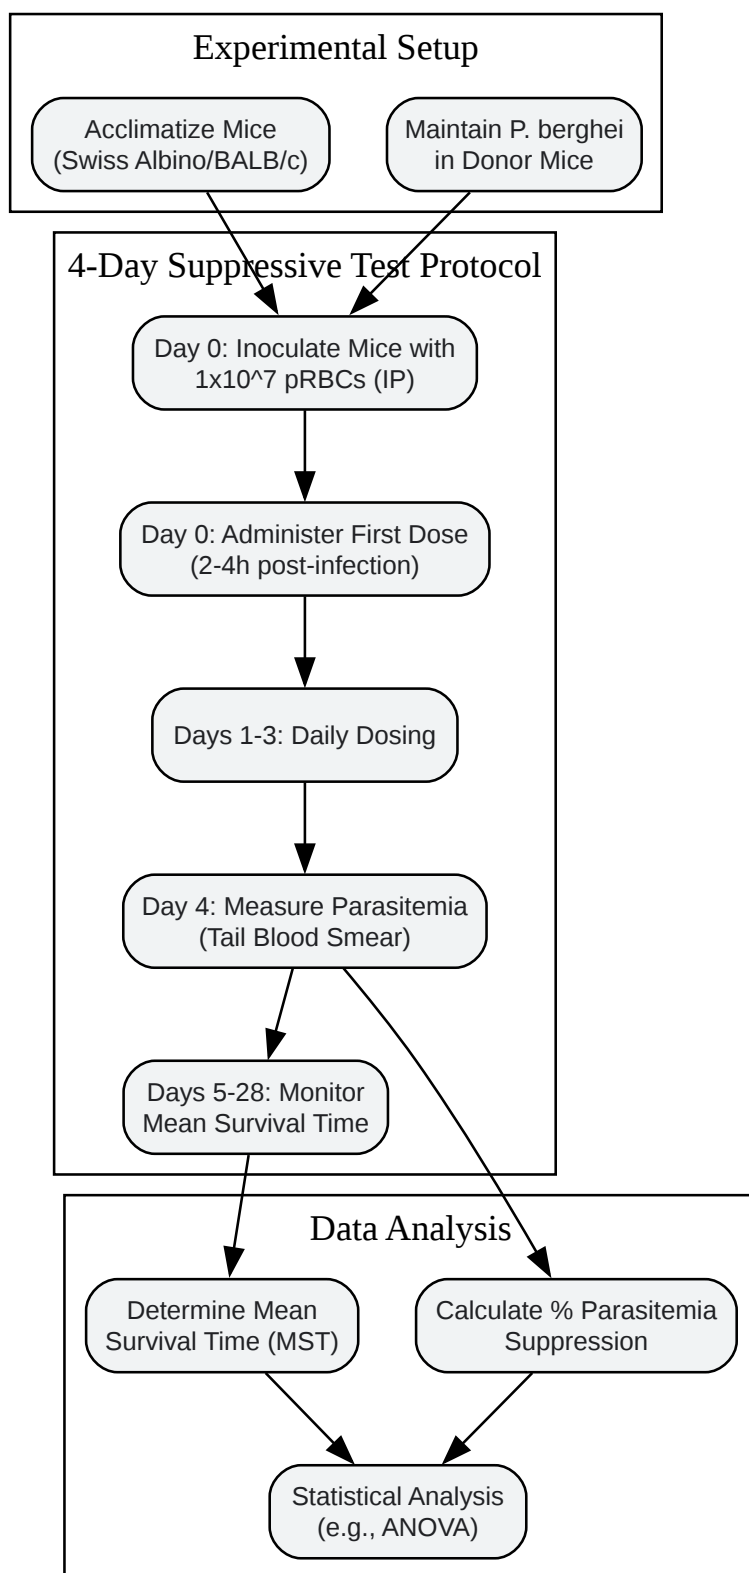 Experimental Setup
Acclimatize Mice
(Swiss Albino/BALB/c)
Maintain P. berghei
in Donor Mice
4-Day Suppressive Test Protocol
Day 0: Inoculate Mice with
1x10^7 pRBCs (IP)
Day 0: Administer First Dose
(2-4h post-infection)
Days 1-3: Daily Dosing
Day 4: Measure Parasitemia
(Tail Blood Smear)
Days 5-28: Monitor
Mean Survival Time
Data Analysis
Determine Mean
Survival Time (MST)
Calculate % Parasitemia
Suppression
Statistical Analysis
(e.g., ANOVA)